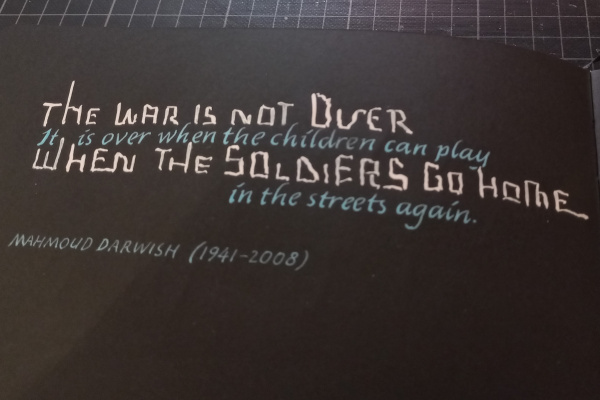 THE WAR IS NOT OVER
It is over when the children can play
WHEN THE SOLDIERS GO HOME
in the streets again.
MAHMOUD DARWISH (1941-2008)